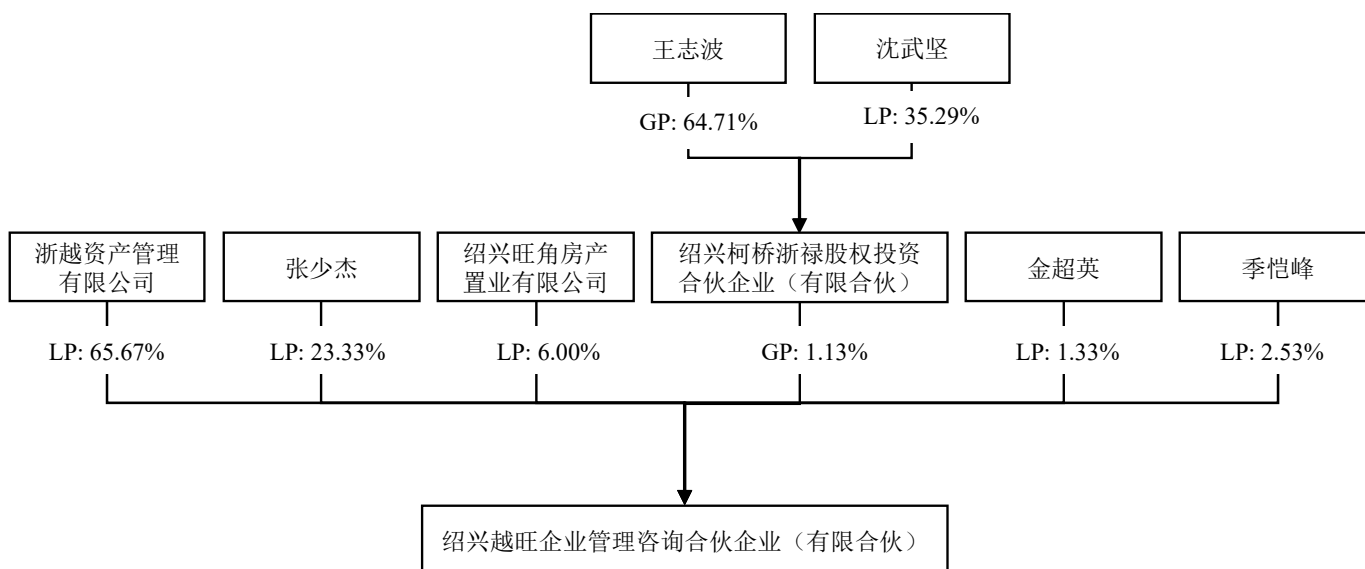 王志波
沈武坚
GP: 64.71%
LP: 35.29%
浙越资产管理
有限公司
张少杰
绍兴旺角房产
置业有限公司
绍兴柯桥浙禄股权投资
合伙企业（有限合伙）
金超英
季恺峰
LP: 65.67%
LP: 23.33%
LP: 6.00%
GP: 1.13%
LP: 1.33%
LP: 2.53%
绍兴越旺企业管理咨询合伙企业（有限合伙）